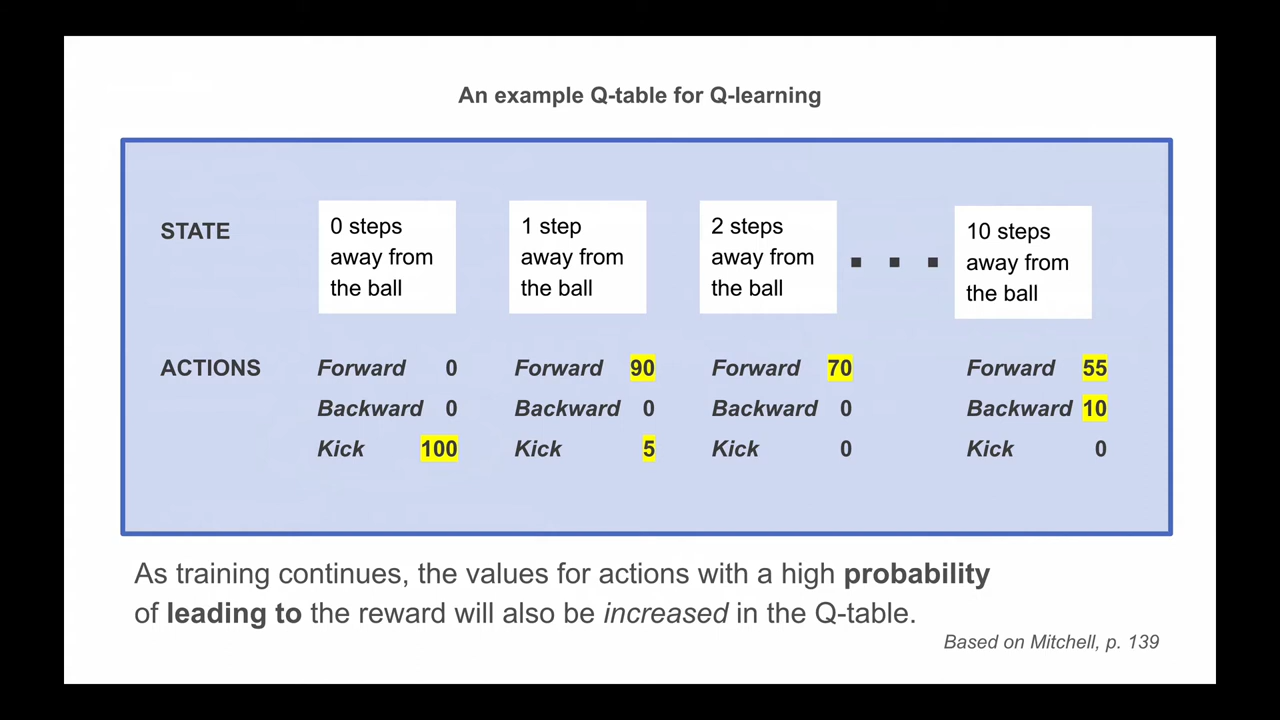 An example Q-table for Q-learning
STATE
0 steps
away from
the ball
1 step
away from
the ball
2 steps
away from
the ball
10 steps
away from
the ball
ACTIONS
Forward 0
Backward 0
Kick 100
Forward 90
Backward 0
Kick 5
Forward 70
Backward 0
Kick 0
Forward 55
Backward 10
Kick 0
As training continues, the values for actions with a high probability
of leading to the reward will also be increased in the Q-table.
Based on Mitchell, p. 139